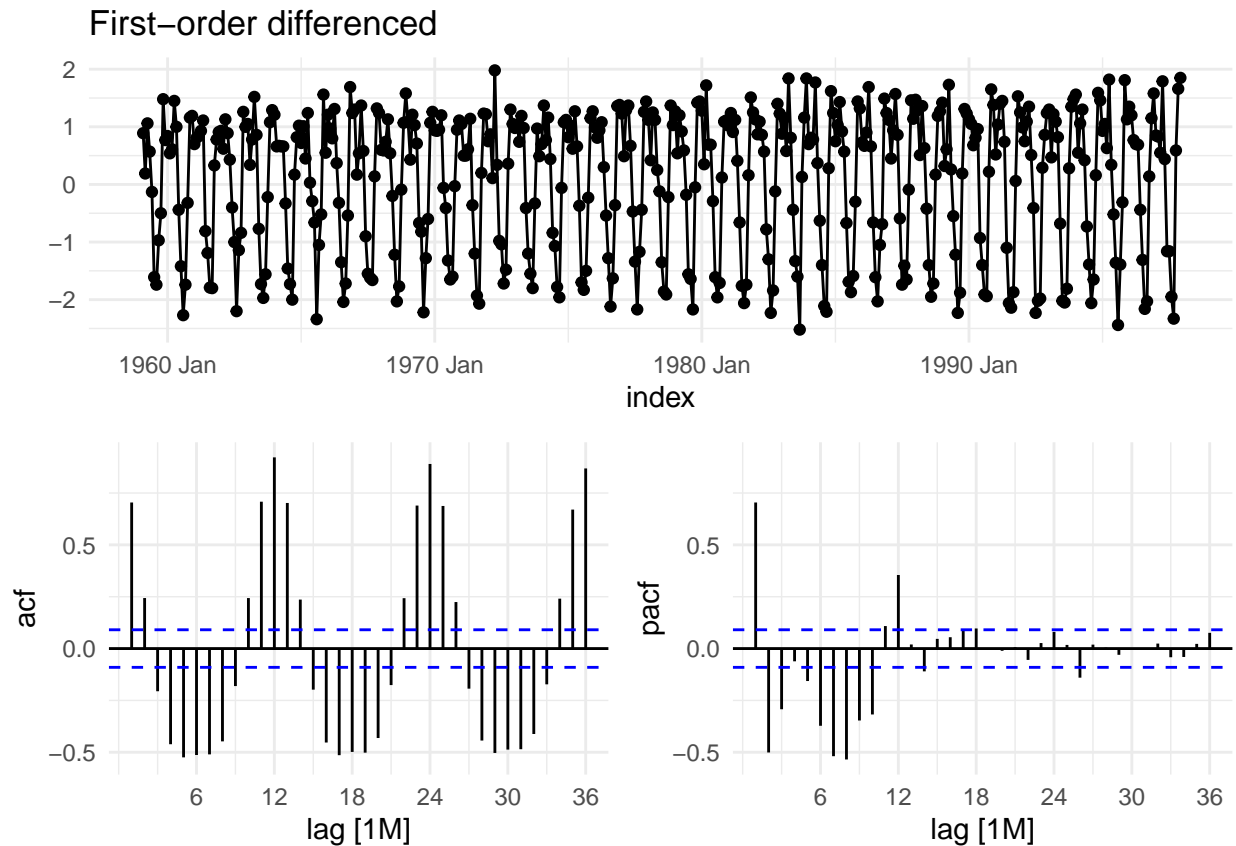 First−order differenced
2
1
0
−1
−2
1960 Jan 1970 Jan 1980 Jan 1990 Jan
index
acf
0.5
0.0
−0.5
6 12 18 24 30 36
lag [1M]
pacf
0.5
0.0
−0.5
6 12 18 24 30 36
lag [1M]